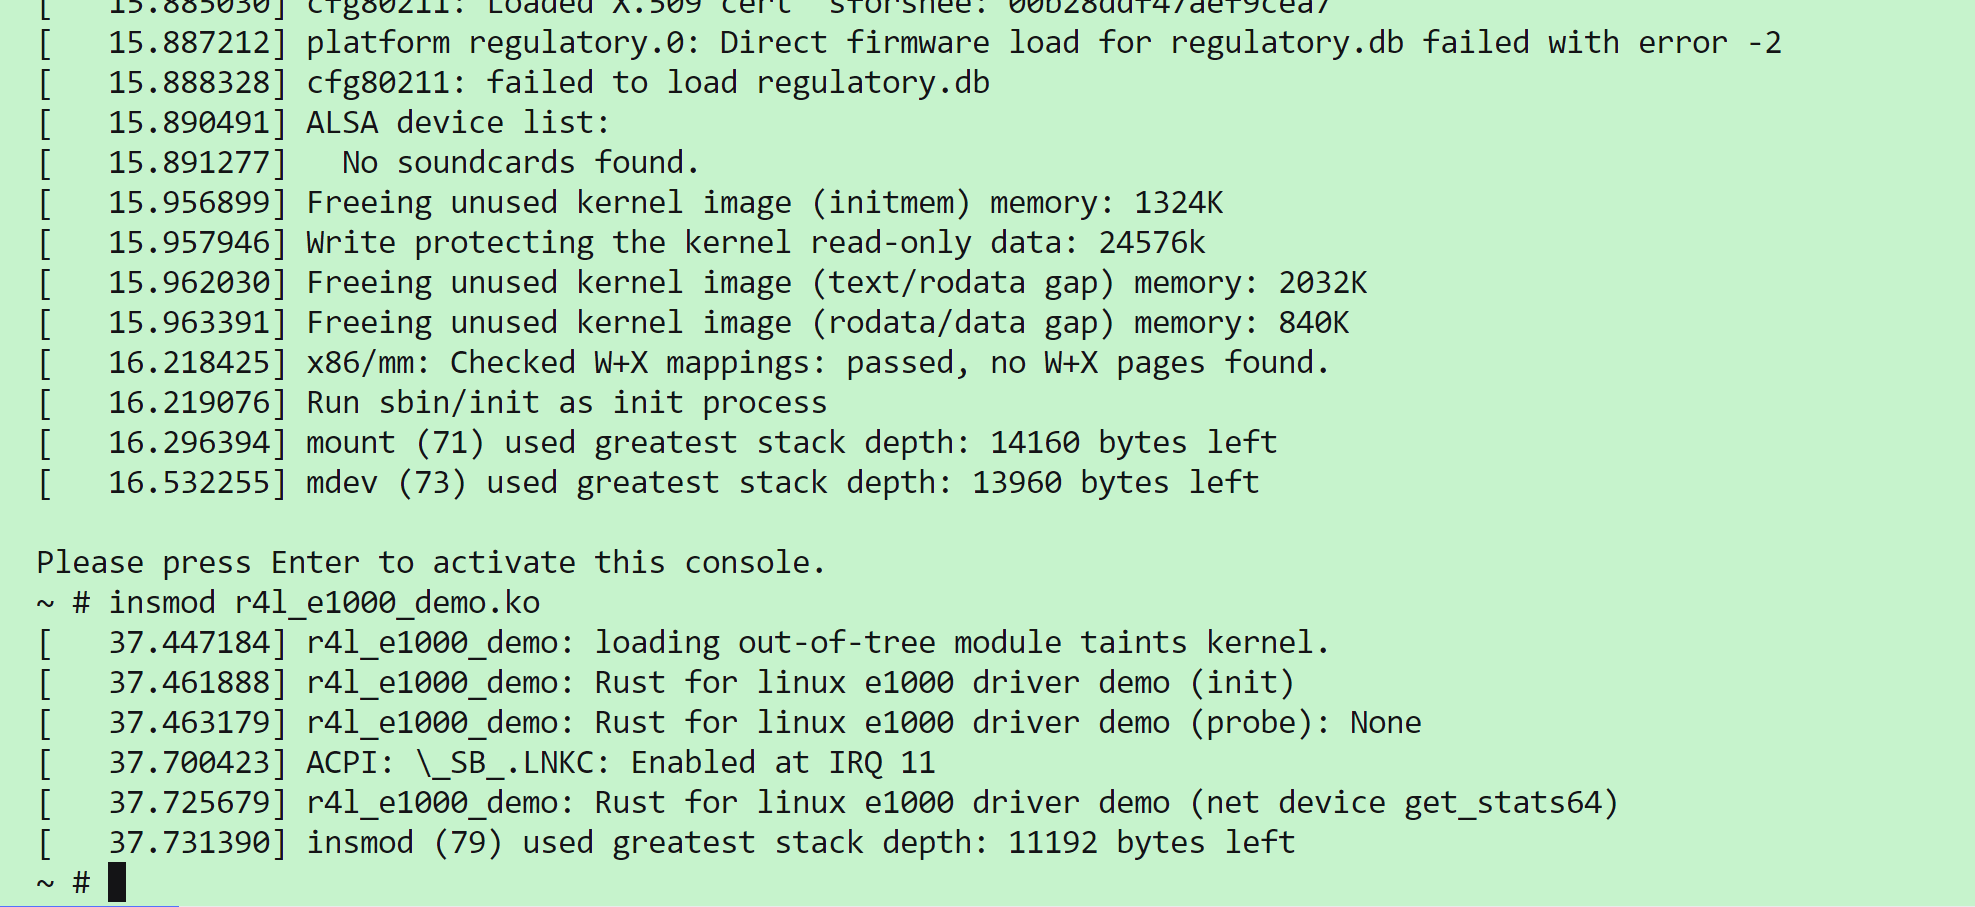 [   15.885030] cfg80211: Loaded X.509 cert 'sforshee: 00b28ddf47aef9cea7'
[   15.887212] platform regulatory.0: Direct firmware load for regulatory.db failed with error -2
[   15.888328] cfg80211: failed to load regulatory.db
[   15.890491] ALSA device list:
[   15.891277]   No soundcards found.
[   15.956899] Freeing unused kernel image (initmem) memory: 1324K
[   15.957946] Write protecting the kernel read-only data: 24576k
[   15.962030] Freeing unused kernel image (text/rodata gap) memory: 2032K
[   15.963391] Freeing unused kernel image (rodata/data gap) memory: 840K
[   16.218425] x86/mm: Checked W+X mappings: passed, no W+X pages found.
[   16.219076] Run sbin/init as init process
[   16.296394] mount (71) used greatest stack depth: 14160 bytes left
[   16.532255] mdev (73) used greatest stack depth: 13960 bytes left
Please press Enter to activate this console.
~ # insmod r4l_e1000_demo.ko
[   37.447184] r4l_e1000_demo: loading out-of-tree module taints kernel.
[   37.461888] r4l_e1000_demo: Rust for linux e1000 driver demo (init)
[   37.463179] r4l_e1000_demo: Rust for linux e1000 driver demo (probe): None
[   37.700423] ACPI: \_SB_.LNKC: Enabled at IRQ 11
[   37.725679] r4l_e1000_demo: Rust for linux e1000 driver demo (net device get_stats64)
[   37.731390] insmod (79) used greatest stack depth: 11192 bytes left
~ #